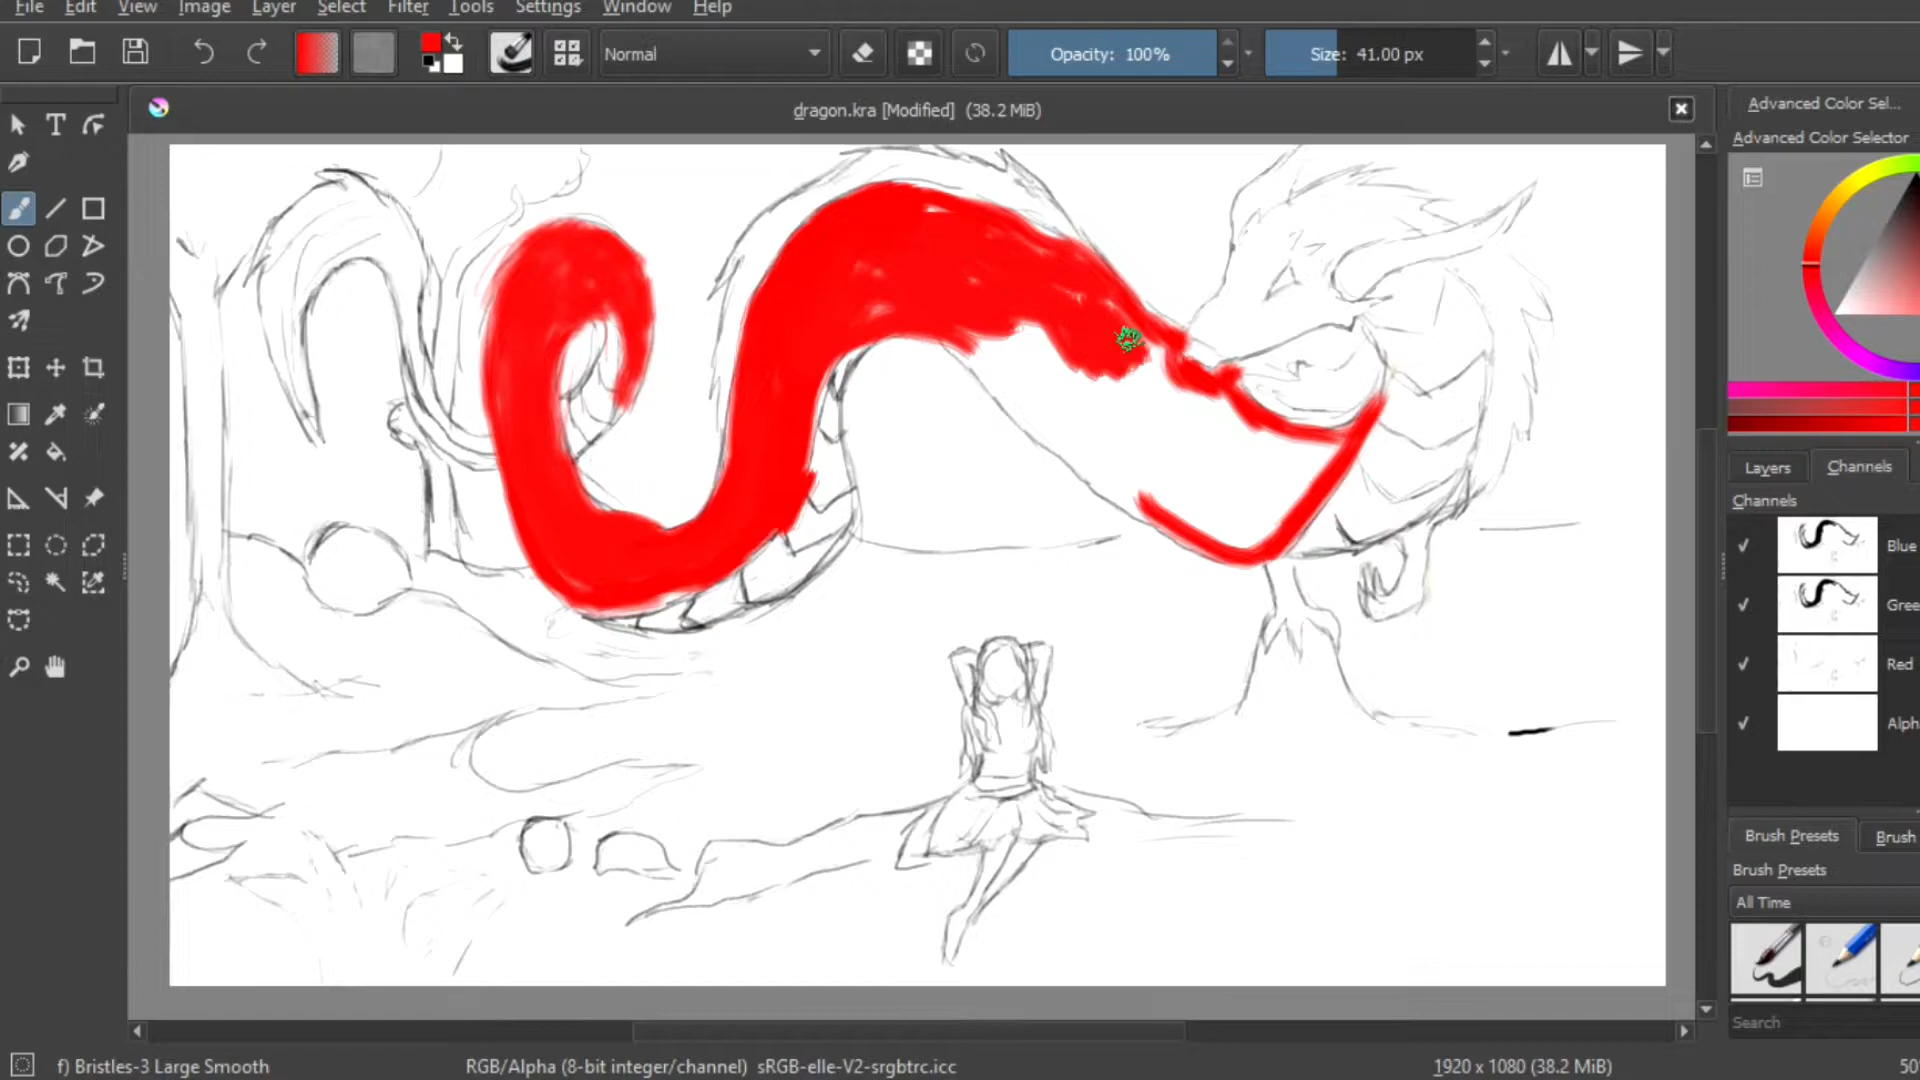 File Edit View Image Layer Select Filter Tools Settings Window Help
Normal Opacity: 100% Size: 41.00 px
dragon.kra [Modified] (38.2 MiB)
Advanced Color Sel...
Advanced Color Selector
Layers Channels
Channels
Blue
Gree
Red
Alph
Brush Presets Brush
Brush Presets
All Time
Search
f) Bristles-3 Large Smooth RGB/Alpha (8-bit integer/channel) sRGB-elle-V2-srgbtrc.icc 1920 x 1080 (38.2 MiB) 50